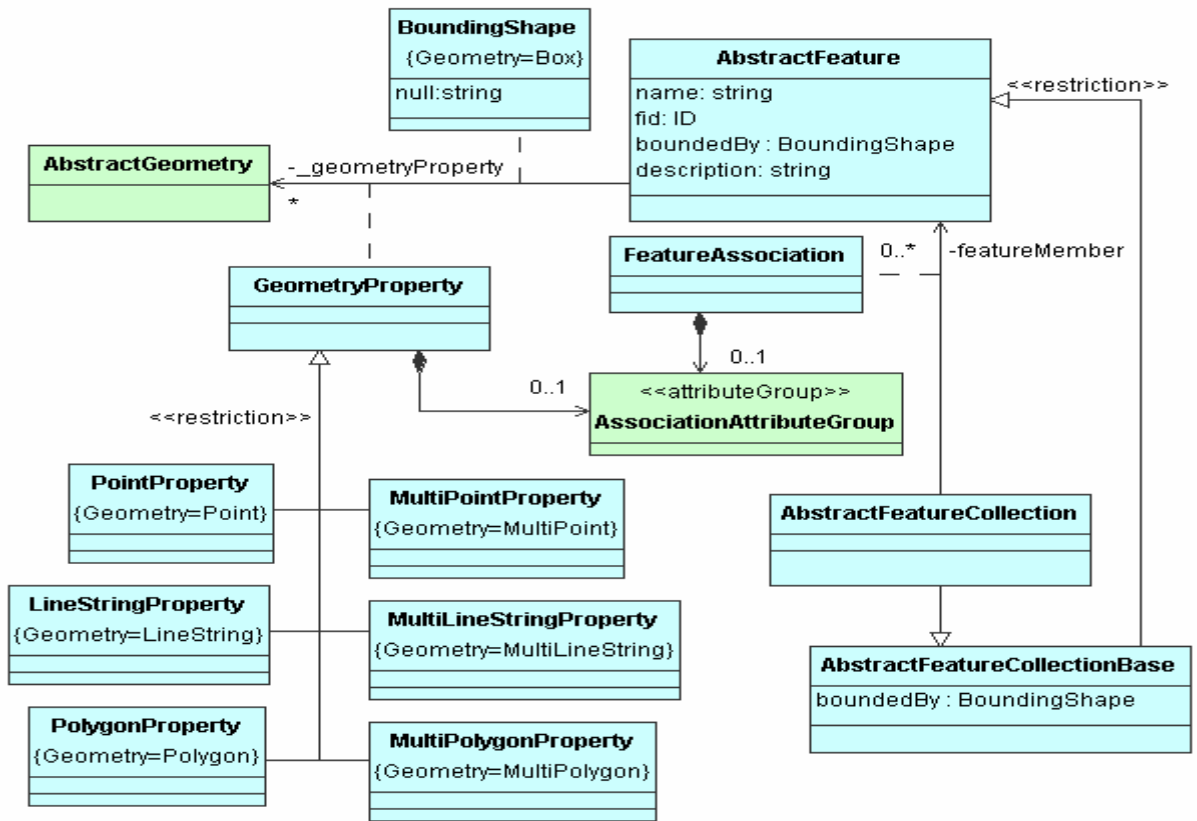 BoundingShape
{Geometry=Box}
null:string
AbstractFeature
name: string
fid: ID
boundedBy : BoundingShape
description: string
<<restriction>>
AbstractGeometry
-_geometryProperty
*
FeatureAssociation
0..*
-featureMember
GeometryProperty
0..1
0..1
<<attributeGroup>>
AssociationAttributeGroup
<<restriction>>
PointProperty
{Geometry=Point}
MultiPointProperty
{Geometry=MultiPoint}
AbstractFeatureCollection
LineStringProperty
{Geometry=LineString}
MultiLineStringProperty
{Geometry=MultiLineString}
AbstractFeatureCollectionBase
boundedBy : BoundingShape
PolygonProperty
{Geometry=Polygon}
MultiPolygonProperty
{Geometry=MultiPolygon}